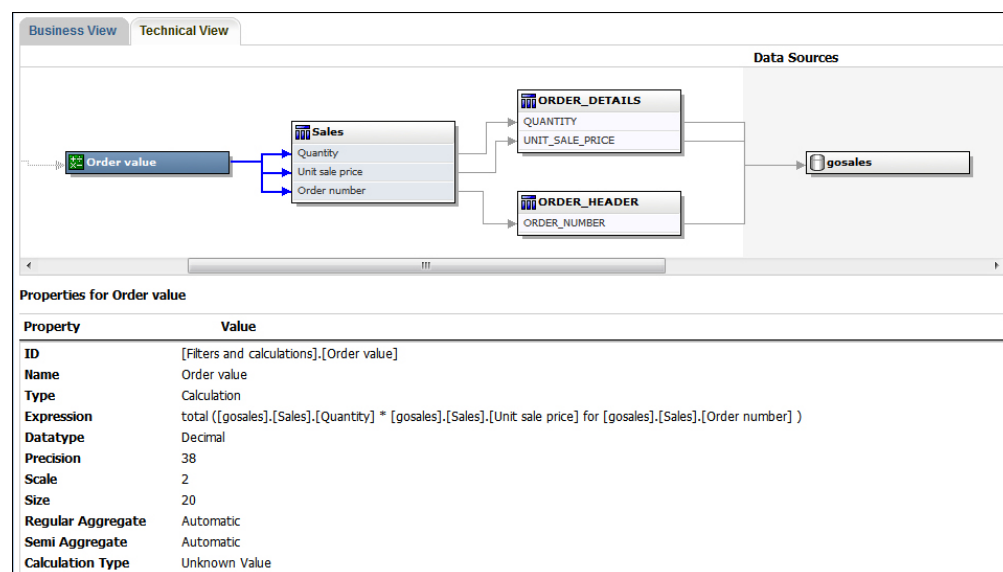 Business View Technical View
Data Sources
ORDER_DETAILS
QUANTITY
UNIT_SALE_PRICE
Sales
Quantity
Unit sale price
Order number
Order value
gosales
ORDER_HEADER
ORDER_NUMBER
Properties for Order value
Property Value
ID [Filters and calculations].[Order value]
Name Order value
Type Calculation
Expression total ([gosales].[Sales].[Quantity] * [gosales].[Sales].[Unit sale price] for [gosales].[Sales].[Order number] )
Datatype Decimal
Precision 38
Scale 2
Size 20
Regular Aggregate Automatic
Semi Aggregate Automatic
Calculation Type Unknown Value